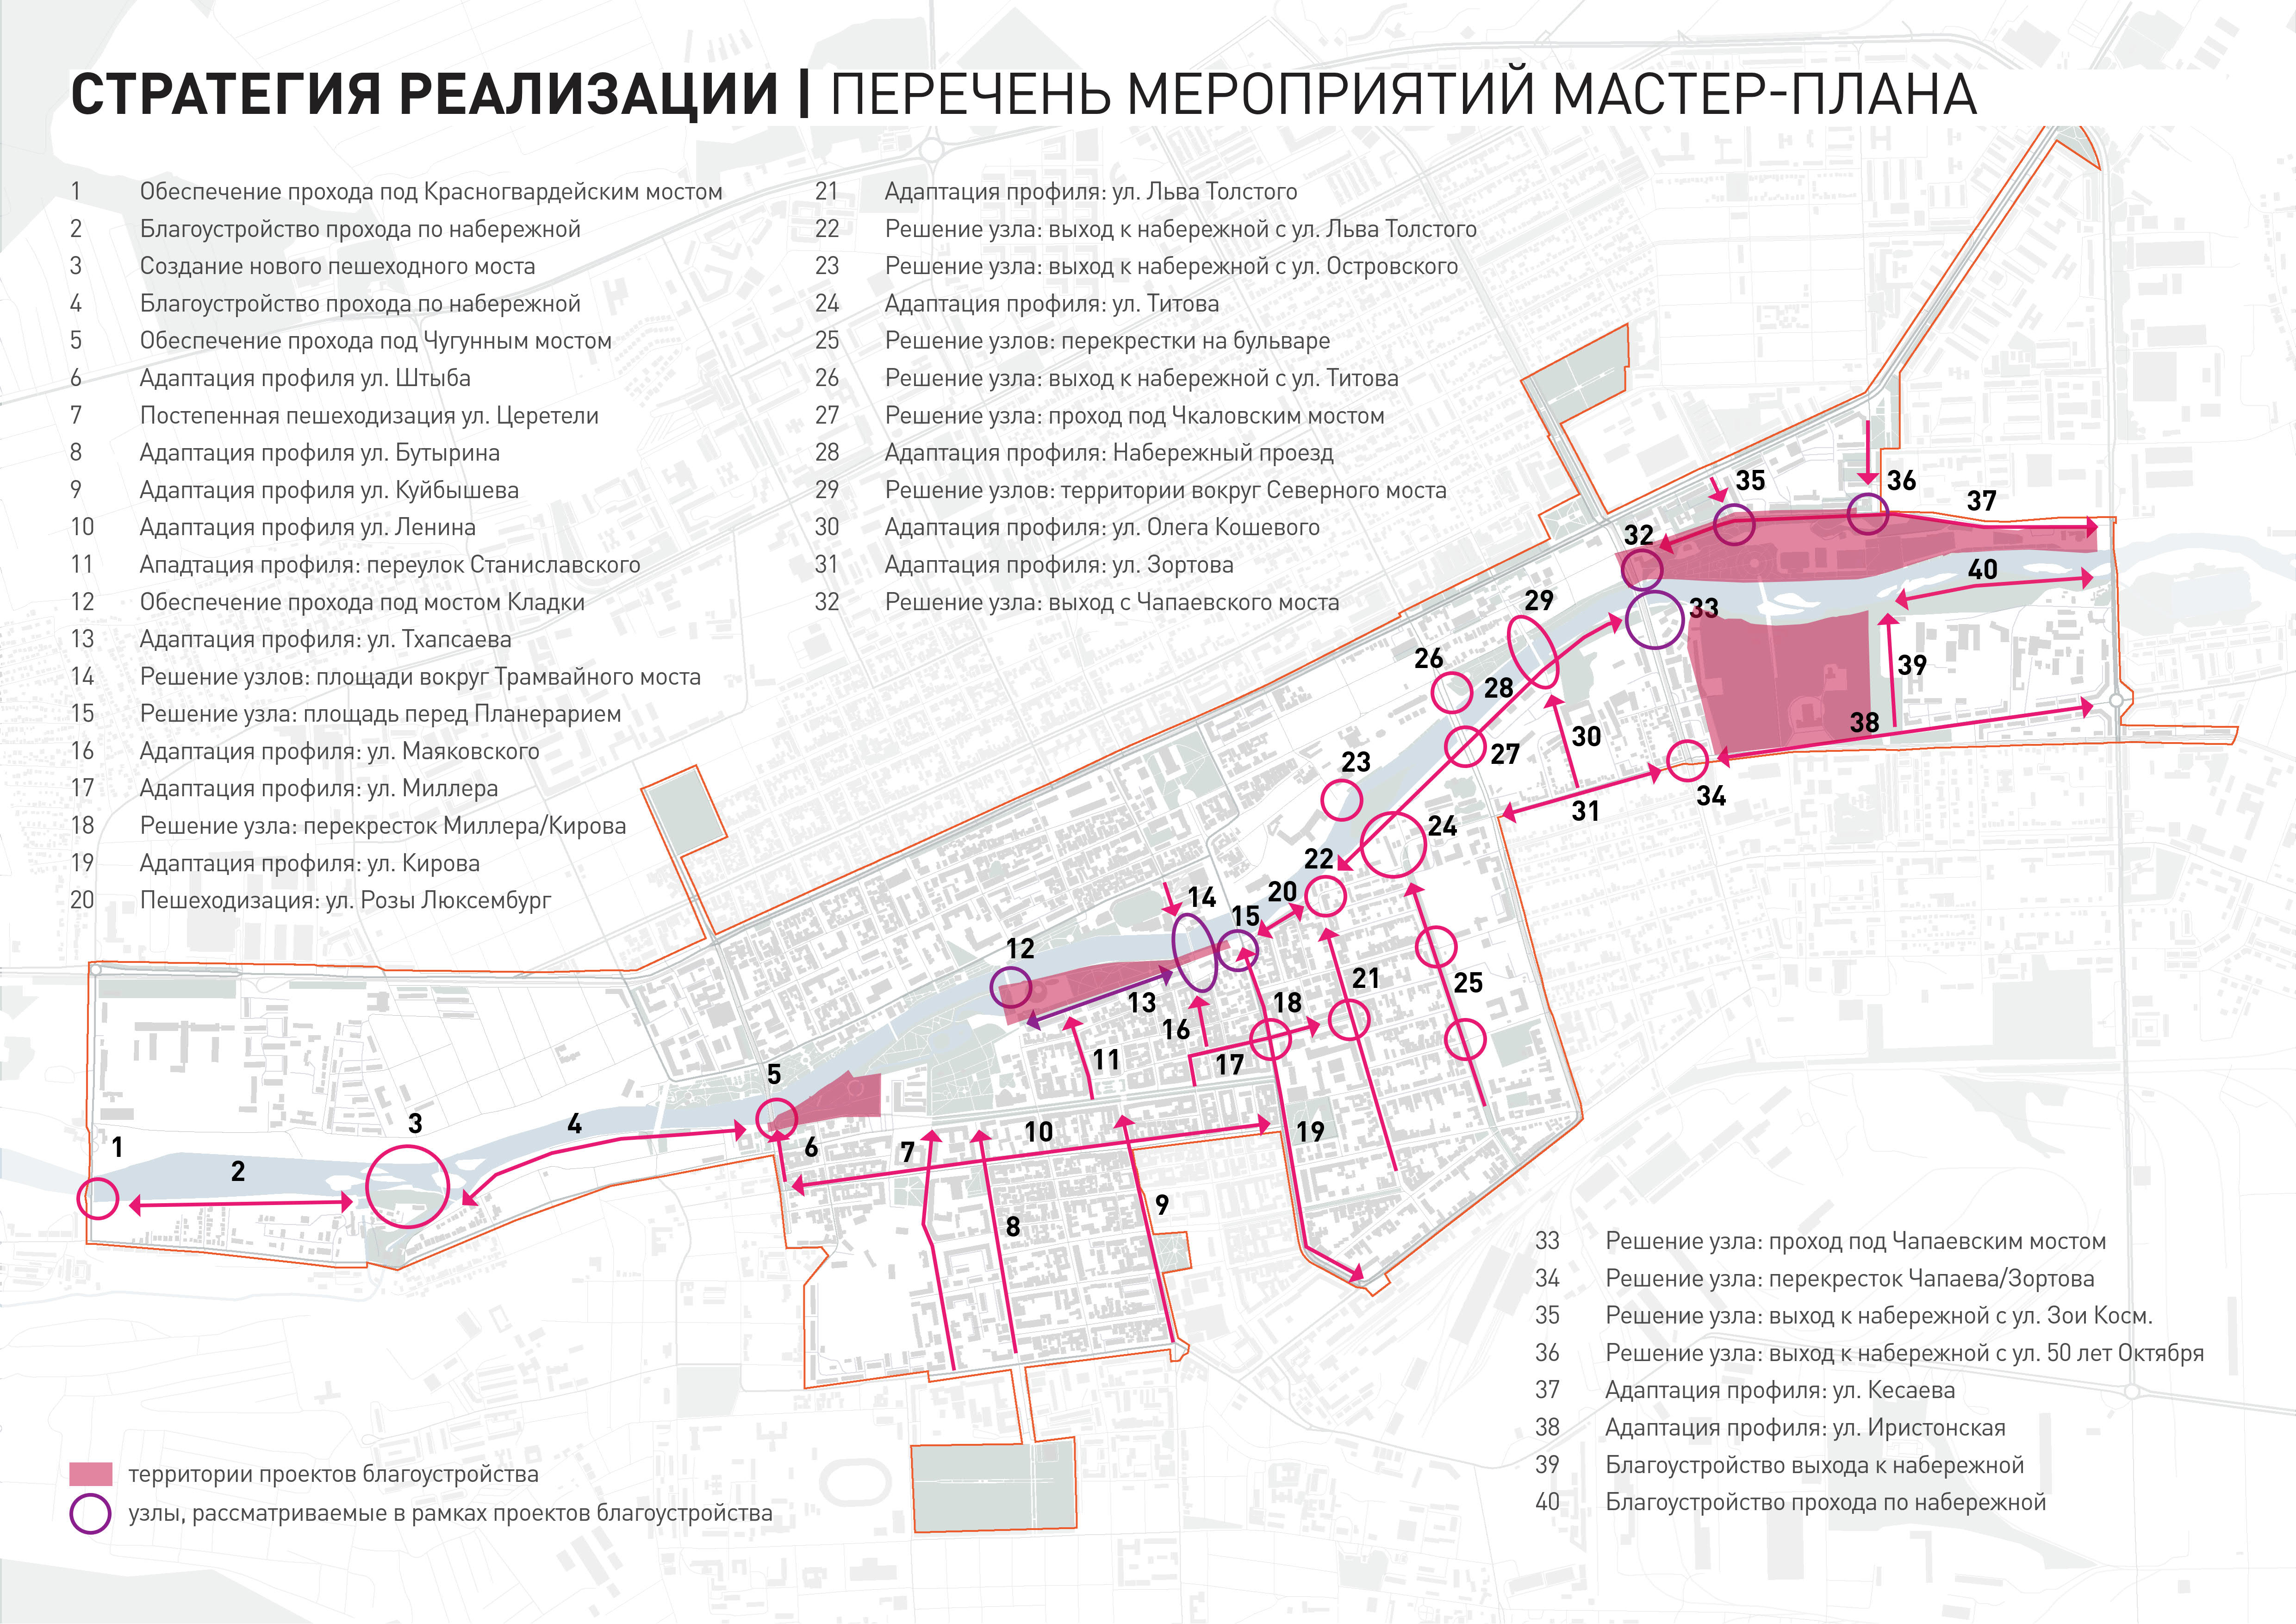 СТРАТЕГИЯ РЕАЛИЗАЦИИ | ПЕРЕЧЕНЬ МЕРОПРИЯТИЙ МАСТЕР-ПЛАНА
1 Обеспечение прохода под Красногвардейским мостом
2 Благоустройство прохода по набережной
3 Создание нового пешеходного моста
4 Благоустройство прохода по набережной
5 Обеспечение прохода под Чугунным мостом
6 Адаптация профиля ул. Штыба
7 Постепенная пешеходизация ул. Церетели
8 Адаптация профиля ул. Бутырина
9 Адаптация профиля ул. Куйбышева
10 Адаптация профиля ул. Ленина
11 Ападтация профиля: переулок Станиславского
12 Обеспечение прохода под мостом Кладки
13 Адаптация профиля: ул. Тхапсаева
14 Решение узлов: площади вокруг Трамвайного моста
15 Решение узла: площадь перед Планерарием
16 Адаптация профиля: ул. Маяковского
17 Адаптация профиля: ул. Миллера
18 Решение узла: перекресток Миллера/Кирова
19 Адаптация профиля: ул. Кирова
20 Пешеходизация: ул. Розы Люксембург
21 Адаптация профиля: ул. Льва Толстого
22 Решение узла: выход к набережной с ул. Льва Толстого
23 Решение узла: выход к набережной с ул. Островского
24 Адаптация профиля: ул. Титова
25 Решение узлов: перекрестки на бульваре
26 Решение узла: выход к набережной с ул. Титова
27 Решение узла: проход под Чкаловским мостом
28 Адаптация профиля: Набережный проезд
29 Решение узлов: территории вокруг Северного моста
30 Адаптация профиля: ул. Олега Кошевого
31 Адаптация профиля: ул. Зортова
32 Решение узла: выход с Чапаевского моста
35
36
37
32
40
29
33
26
39
28
38
30
27
23
34
31
24
22
20
14
15
12
21
25
13
18
16
11
17
5
3
4
10
19
1
6
7
2
9
8
33 Решение узла: проход под Чапаевским мостом
34 Решение узла: перекресток Чапаева/Зортова
35 Решение узла: выход к набережной с ул. Зои Косм.
36 Решение узла: выход к набережной с ул. 50 лет Октября
37 Адаптация профиля: ул. Кесаева
38 Адаптация профиля: ул. Иристонская
39 Благоустройство выхода к набережной
40 Благоустройство прохода по набережной
территории проектов благоустройства
узлы, рассматриваемые в рамках проектов благоустройства